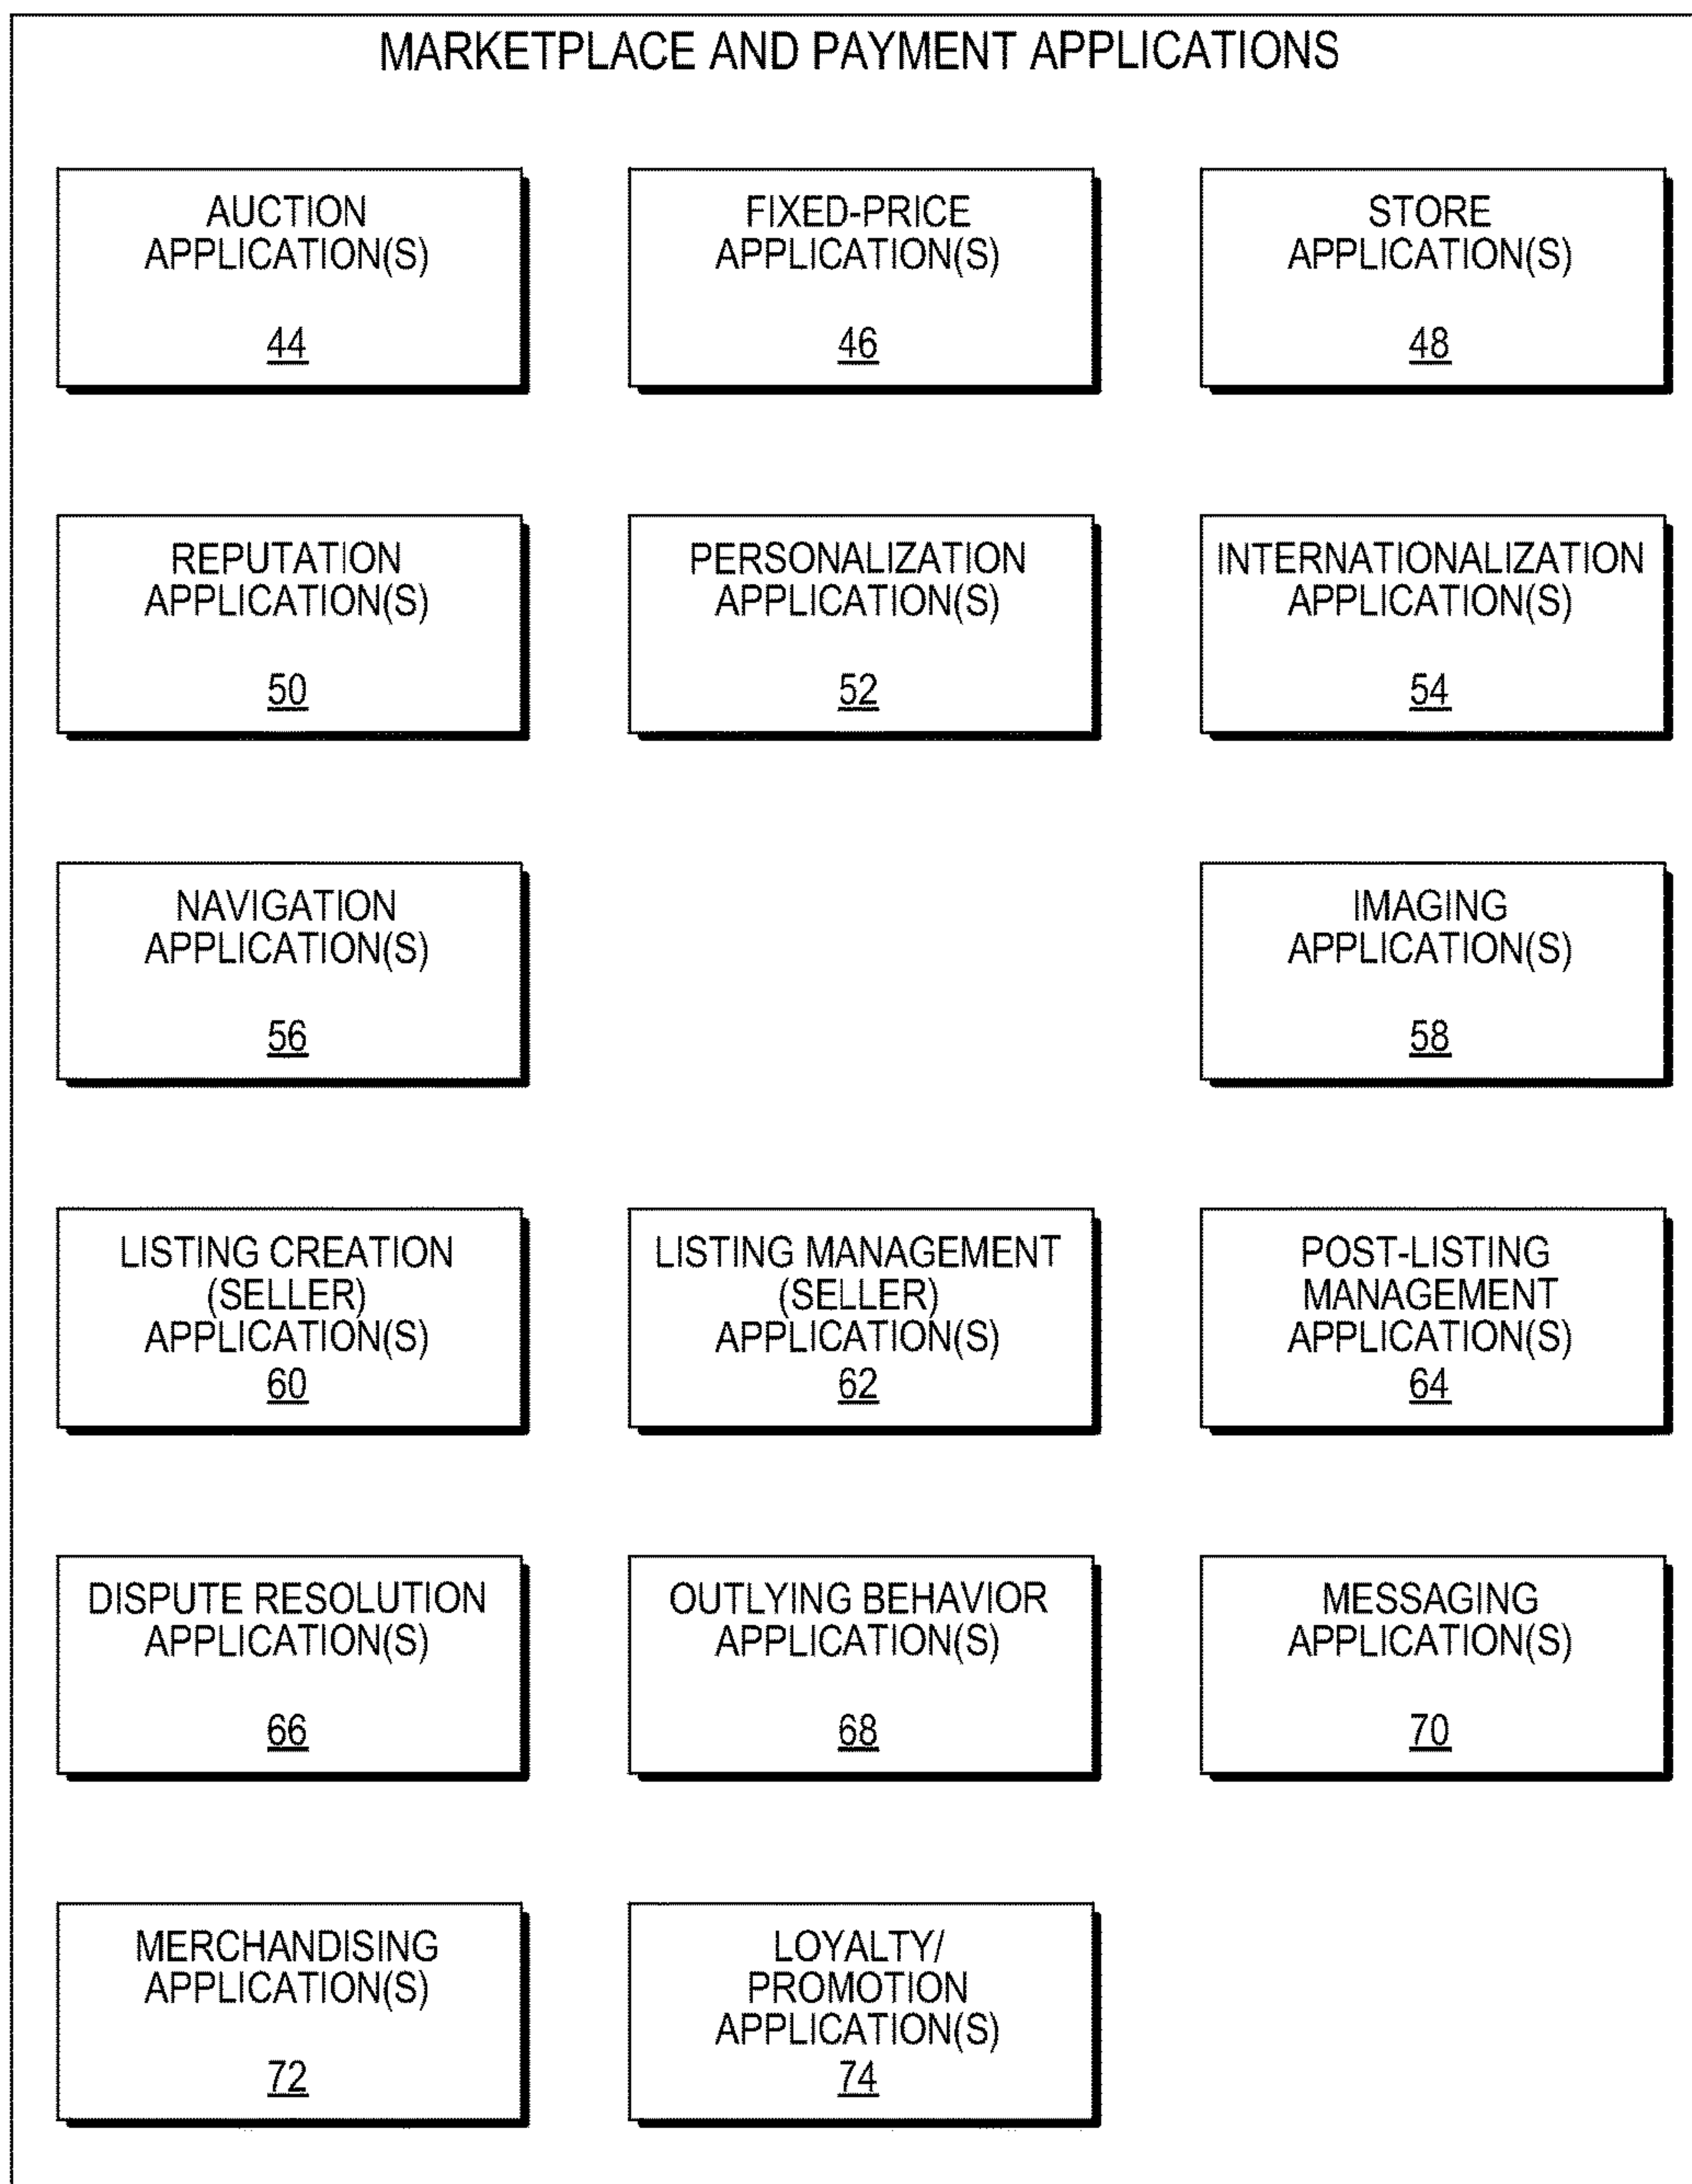 MARKETPLACE AND PAYMENT APPLICATIONS
AUCTION
APPLICATION(S)
44
FIXED-PRICE
APPLICATION(S)
46
STORE
APPLICATION(S)
48
REPUTATION
APPLICATION(S)
50
PERSONALIZATION
APPLICATION(S)
52
INTERNATIONALIZATION
APPLICATION(S)
54
NAVIGATION
APPLICATION(S)
56
IMAGING
APPLICATION(S)
58
LISTING CREATION
(SELLER)
APPLICATION(S)
60
LISTING MANAGEMENT
(SELLER)
APPLICATION(S)
62
POST-LISTING
MANAGEMENT
APPLICATION(S)
64
DISPUTE RESOLUTION
APPLICATION(S)
66
OUTLYING BEHAVIOR
APPLICATION(S)
68
MESSAGING
APPLICATION(S)
70
MERCHANDISING
APPLICATION(S)
72
LOYALTY/
PROMOTION
APPLICATION(S)
74